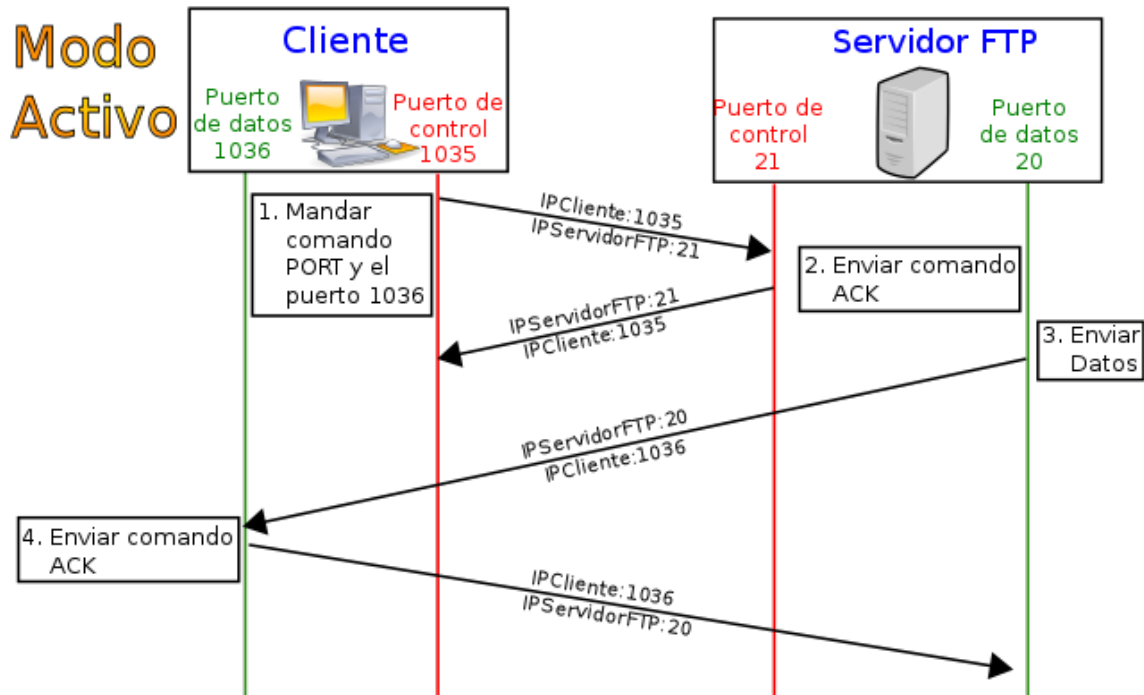 Modo
Activo
Cliente
Puerto
de datos
1036
Puerto de
control
1035
Servidor FTP
Puerto de
control
21
Puerto
de datos
20
1. Mandar
comando
PORT y el
puerto 1036
IPCliente:1035
IPServidorFTP:21
2. Enviar comando
ACK
IPServidorFTP:21
IPCliente:1035
3. Enviar
Datos
IPServidorFTP:20
IPCliente:1036
4. Enviar comando
ACK
IPCliente:1036
IPServidorFTP:20